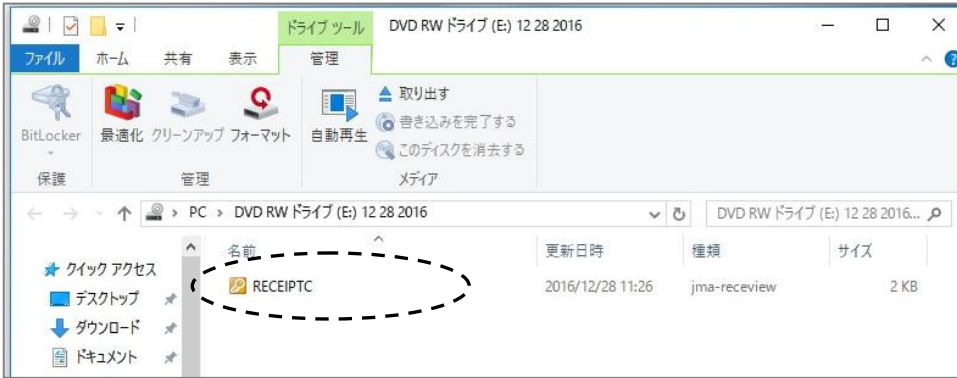 ドライブ ツール DVD RW ドライブ (E:) 12 28 2016
ファイル ホーム 共有 表示 管理
BitLocker 最適化 クリーンアップ フォーマット 自動再生
取り出す
書き込みを完了する
このディスクを消去する
保護 管理 メディア
PC › DVD RW ドライブ (E:) 12 28 2016
DVD RW ドライブ (E:) 12 28 2016...
名前 更新日時 種類 サイズ
クイック アクセス
RECEIPTC 2016/12/28 11:26 jma-receview 2 KB
デスクトップ
ダウンロード
ドキュメント